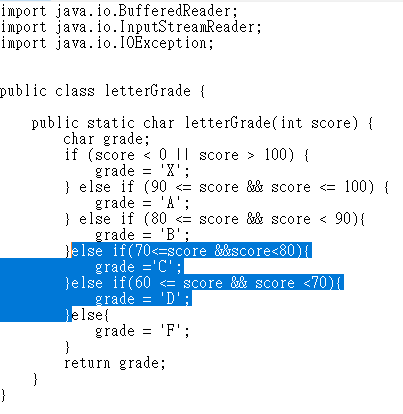 import java.io.BufferedReader;
import java.io.InputStreamReader;
import java.io.IOException;
public class letterGrade {
public static char letterGrade(int score) {
char grade;
if (score < 0 || score > 100) {
grade = 'X';
} else if (90 <= score && score <= 100) {
grade = 'A';
} else if (80 <= score && score < 90){
grade = 'B';
}else if(70<=score &&score<80){
grade ='C';
}else if(60 <= score && score <70){
grade = 'D';
}else{
grade = 'F';
}
return grade;
}
}